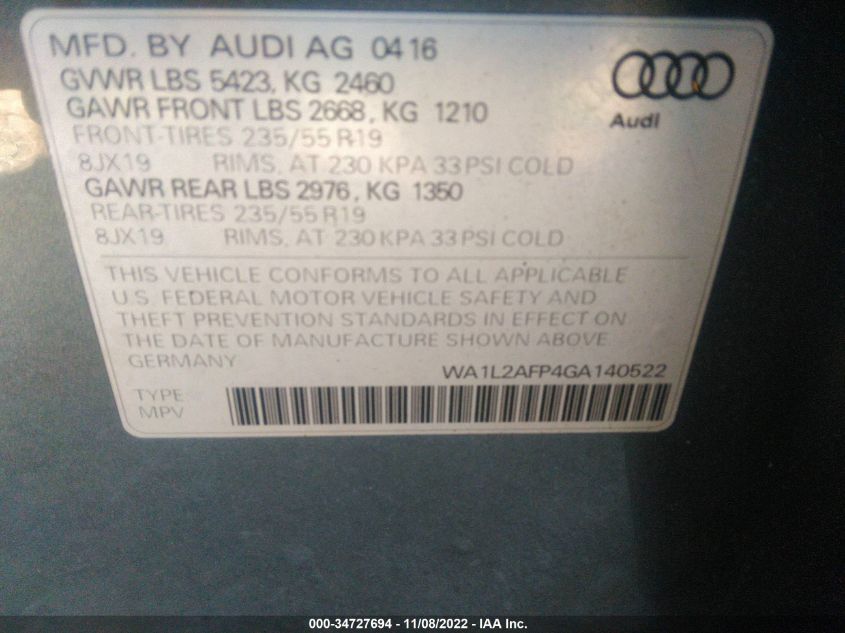 MFD. BY AUDI AG 04 16
GVWR LBS 5423, KG 2460
GAWR FRONT LBS 2668, KG 1210
FRONT-TIRES 235/55 R19
8JX19 RIMS, AT 230 KPA 33 PSI COLD
GAWR REAR LBS 2976, KG 1350
REAR-TIRES 235/55 R19
8JX19 RIMS, AT 230 KPA 33 PSI COLD
Audi
THIS VEHICLE CONFORMS TO ALL APPLICABLE
U.S. FEDERAL MOTOR VEHICLE SAFETY AND
THEFT PREVENTION STANDARDS IN EFFECT ON
THE DATE OF MANUFACTURE SHOWN ABOVE.
GERMANY WA1L2AFP4GA140522
TYPE
MPV
000-34727694 - 11/08/2022 - IAA Inc.